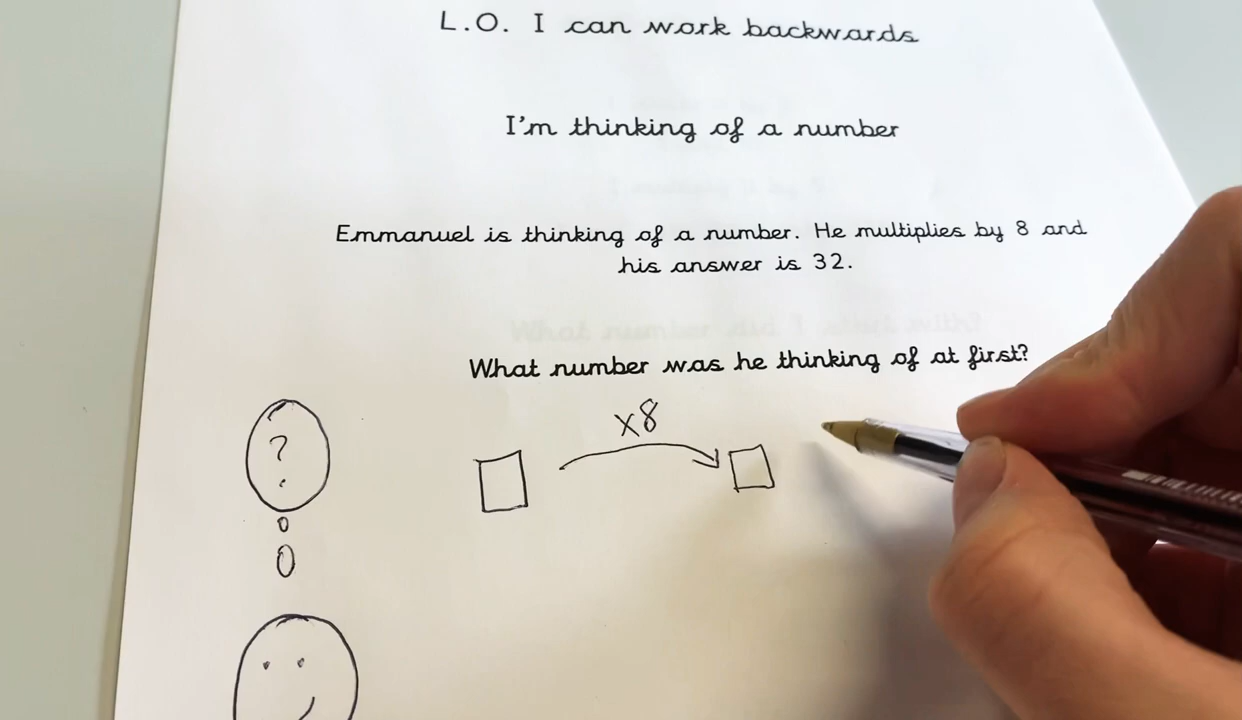 L.O. I can work backwards
I'm thinking of a number
Emmanuel is thinking of a number. He multiplies by 8 and
his answer is 32.
What number was he thinking of at first?
x8
?